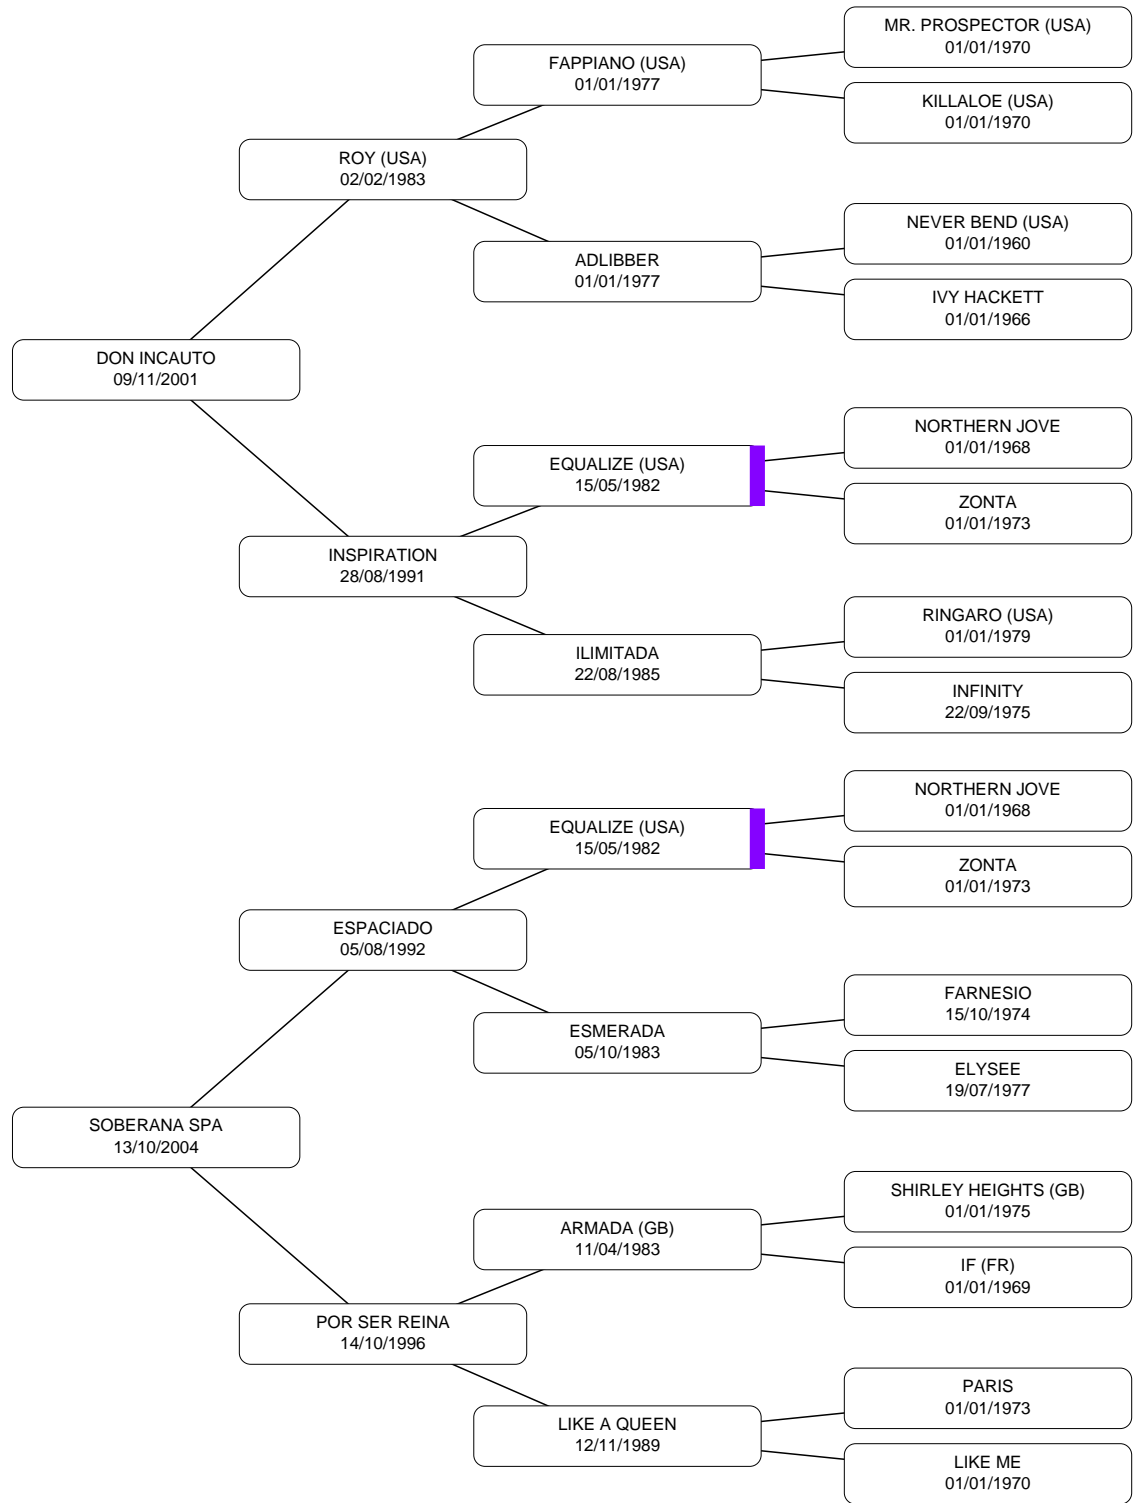 MR. PROSPECTOR (USA)
01/01/1970
FAPPIANO (USA)
01/01/1977
KILLALOE (USA)
01/01/1970
ROY (USA)
02/02/1983
NEVER BEND (USA)
01/01/1960
ADLIBBER
01/01/1977
IVY HACKETT
01/01/1966
DON INCAUTO
09/11/2001
NORTHERN JOVE
01/01/1968
EQUALIZE (USA)
15/05/1982
ZONTA
01/01/1973
INSPIRATION
28/08/1991
RINGARO (USA)
01/01/1979
ILIMITADA
22/08/1985
INFINITY
22/09/1975
NORTHERN JOVE
01/01/1968
EQUALIZE (USA)
15/05/1982
ZONTA
01/01/1973
ESPACIADO
05/08/1992
FARNESIO
15/10/1974
ESMERADA
05/10/1983
ELYSEE
19/07/1977
SOBERANA SPA
13/10/2004
SHIRLEY HEIGHTS (GB)
01/01/1975
ARMADA (GB)
11/04/1983
IF (FR)
01/01/1969
POR SER REINA
14/10/1996
PARIS
01/01/1973
LIKE A QUEEN
12/11/1989
LIKE ME
01/01/1970